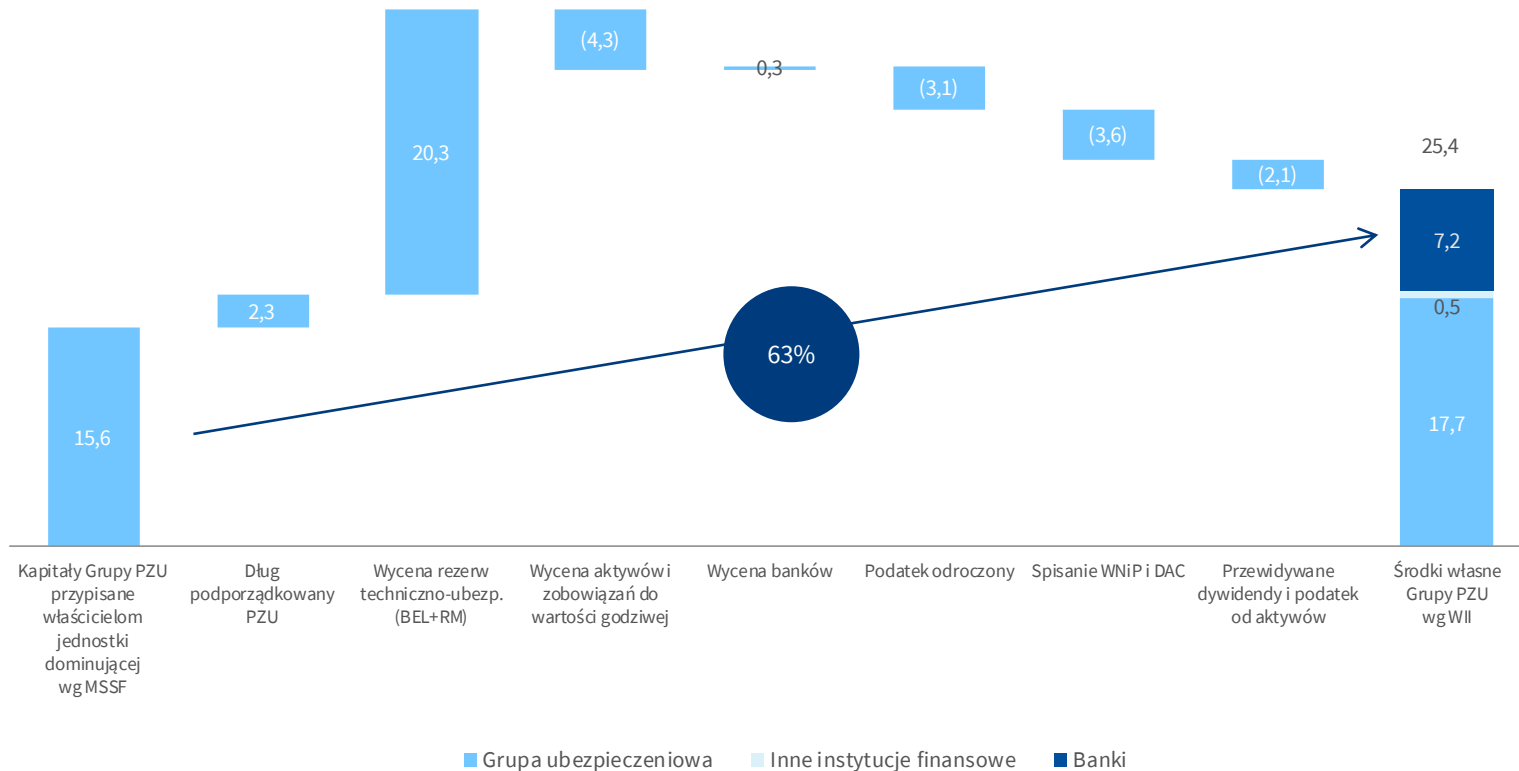 (4,3)
0,3
(3,1)
20,3
(3,6)
25,4
(2,1)
7,2
2,3
0,5
63%
15,6
17,7
Kapitały Grupy PZU
przypisane
właścicielom
jednostki
dominującej
wg MSSF
Dług
podporządkowany
PZU
Wycena rezerw
techniczno-ubezp.
(BEL+RM)
Wycena aktywów i
zobowiązań do
wartości godziwej
Wycena banków
Podatek odroczony
Spisanie WNiP i DAC
Przewidywane
dywidendy i podatek
od aktywów
Środki własne
Grupy PZU
wg WII
Grupa ubezpieczeniowa
Inne instytucje finansowe
Banki